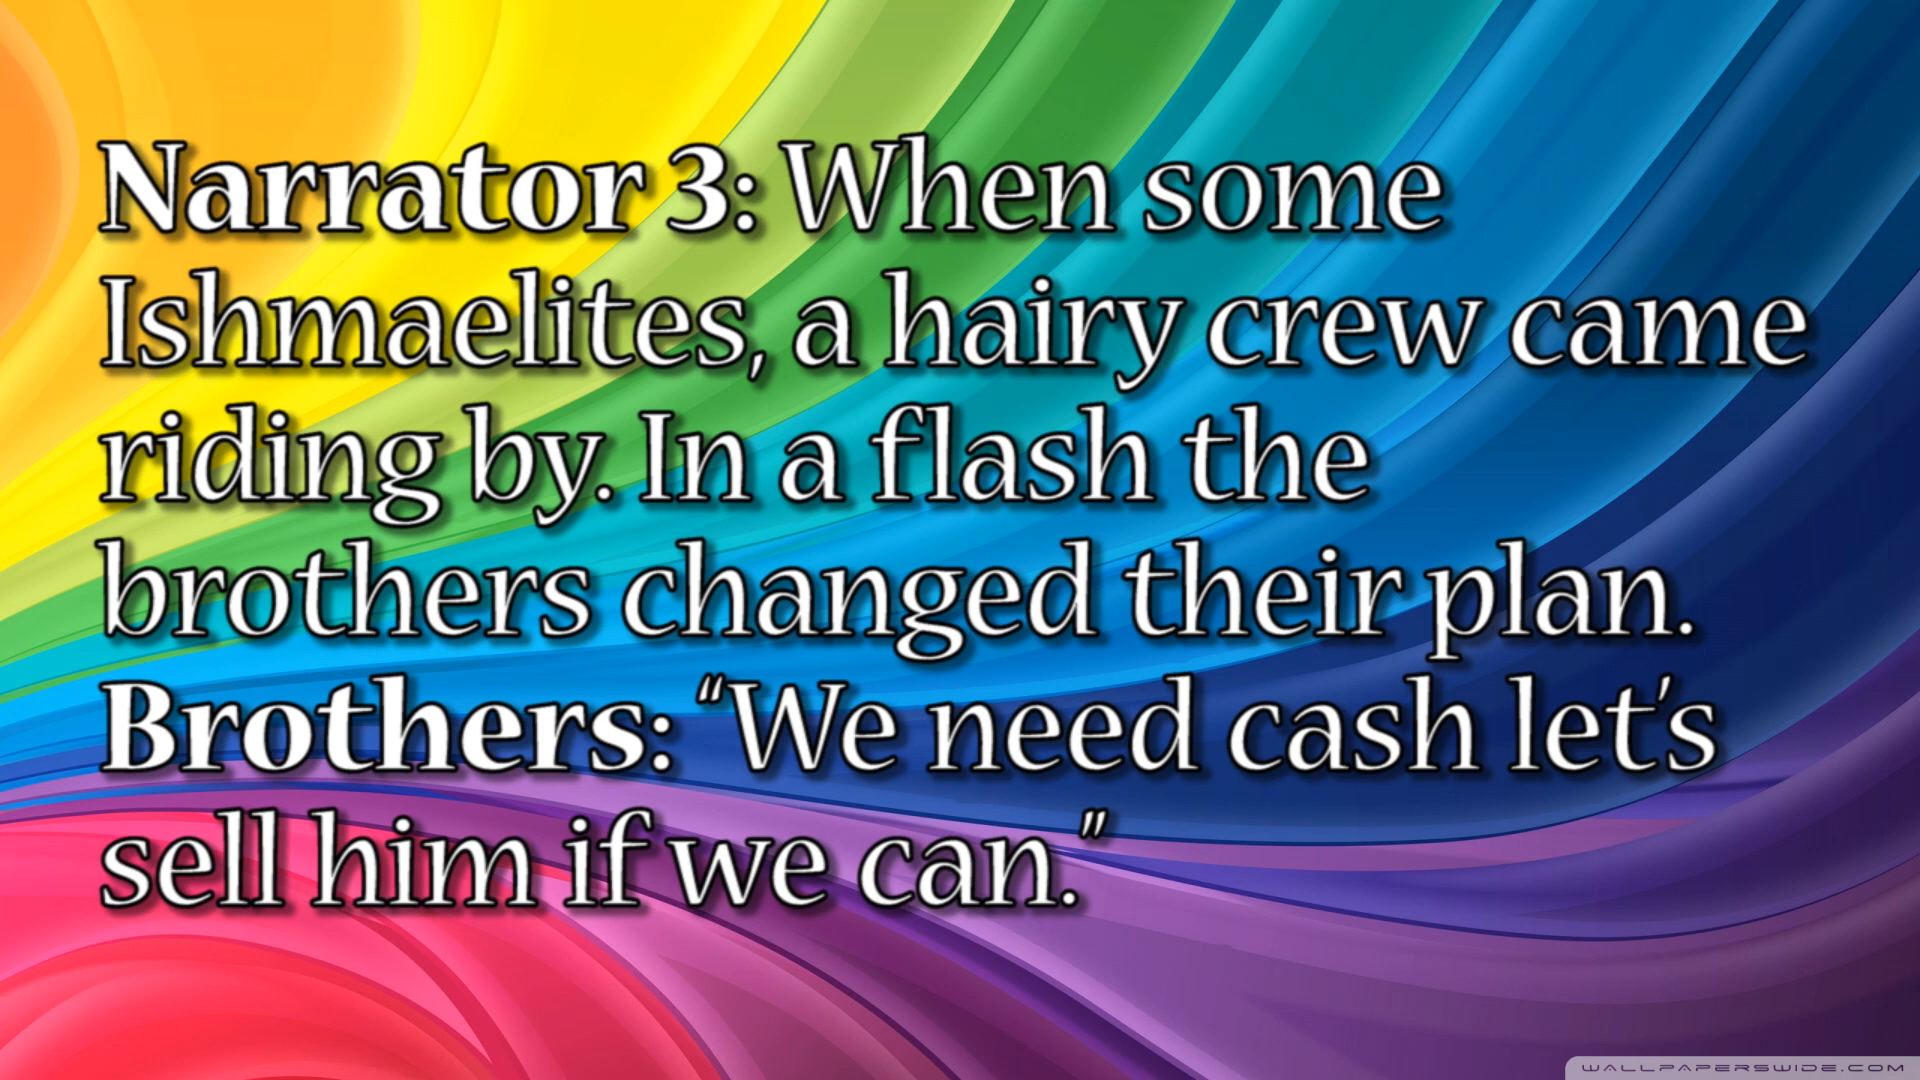 Narrator 3: When some
Ishmaelites, a hairy crew came
riding by. In a flash the
brothers changed their plan.
Brothers: “We need cash let's
sell him if we can.”
WALLPAPERSWIDE.COM